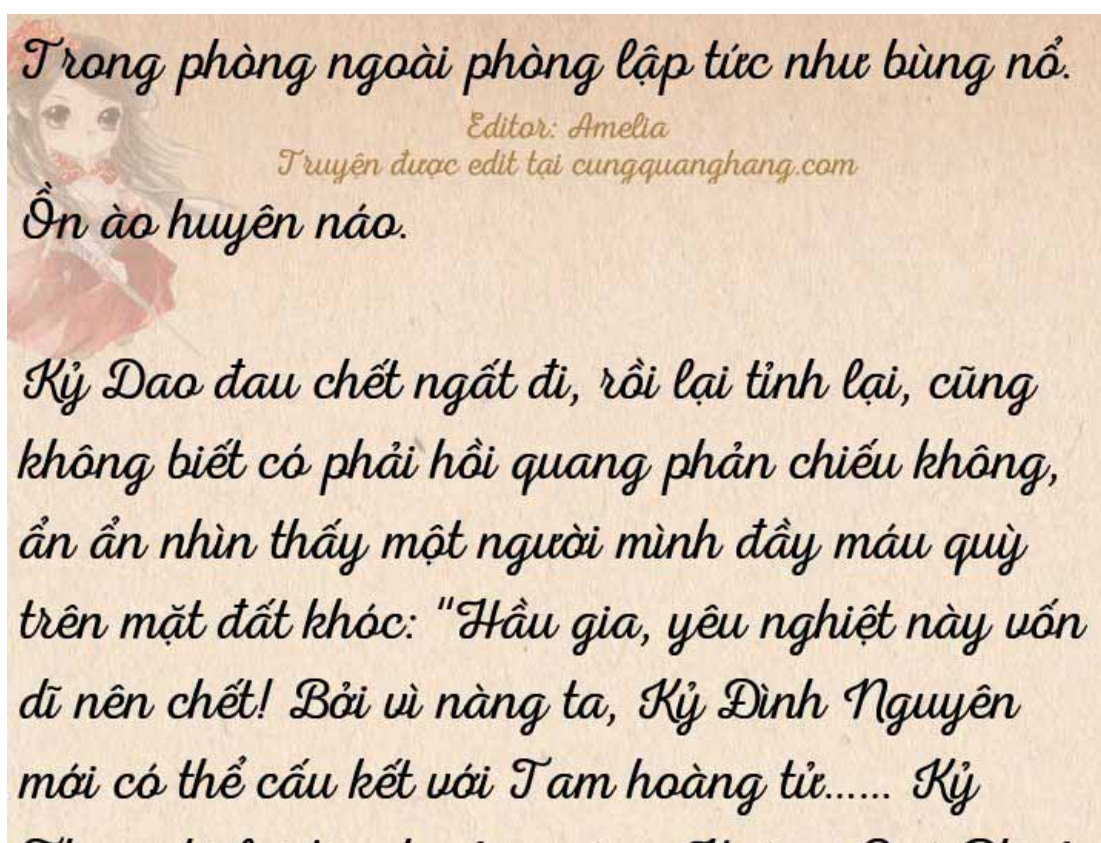 Trong phòng ngoài phòng lập tức như bùng nổ.
Editor: Amelia
Truyện được edit tại cungquanghang.com
Ồn ào huyên náo.
Kỷ Dao đau chết ngất đi, rồi lại tỉnh lại, cũng
không biết có phải hồi quang phản chiếu không,
ẩn ẩn nhìn thấy một người mình đầy máu quỳ
trên mặt đất khóc: "Hầu gia, yêu nghiệt này vốn
dĩ nên chết! Bởi vì nàng ta, Kỷ Đình Nguyên
mới có thể cấu kết với Tam hoàng tử...... Kỷ